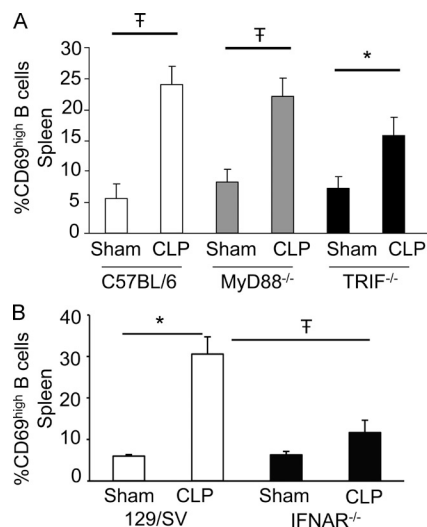 A
Ŧ
Ŧ
*
30
25
20
15
10
5
0
%CD69high B cells
Spleen
Sham CLP Sham CLP Sham CLP
C57BL/6 MyD88-/- TRIF-/-
B
*
Ŧ
40
30
20
10
0
%CD69high B cells
Spleen
Sham CLP Sham CLP
129/SV IFNAR-/-